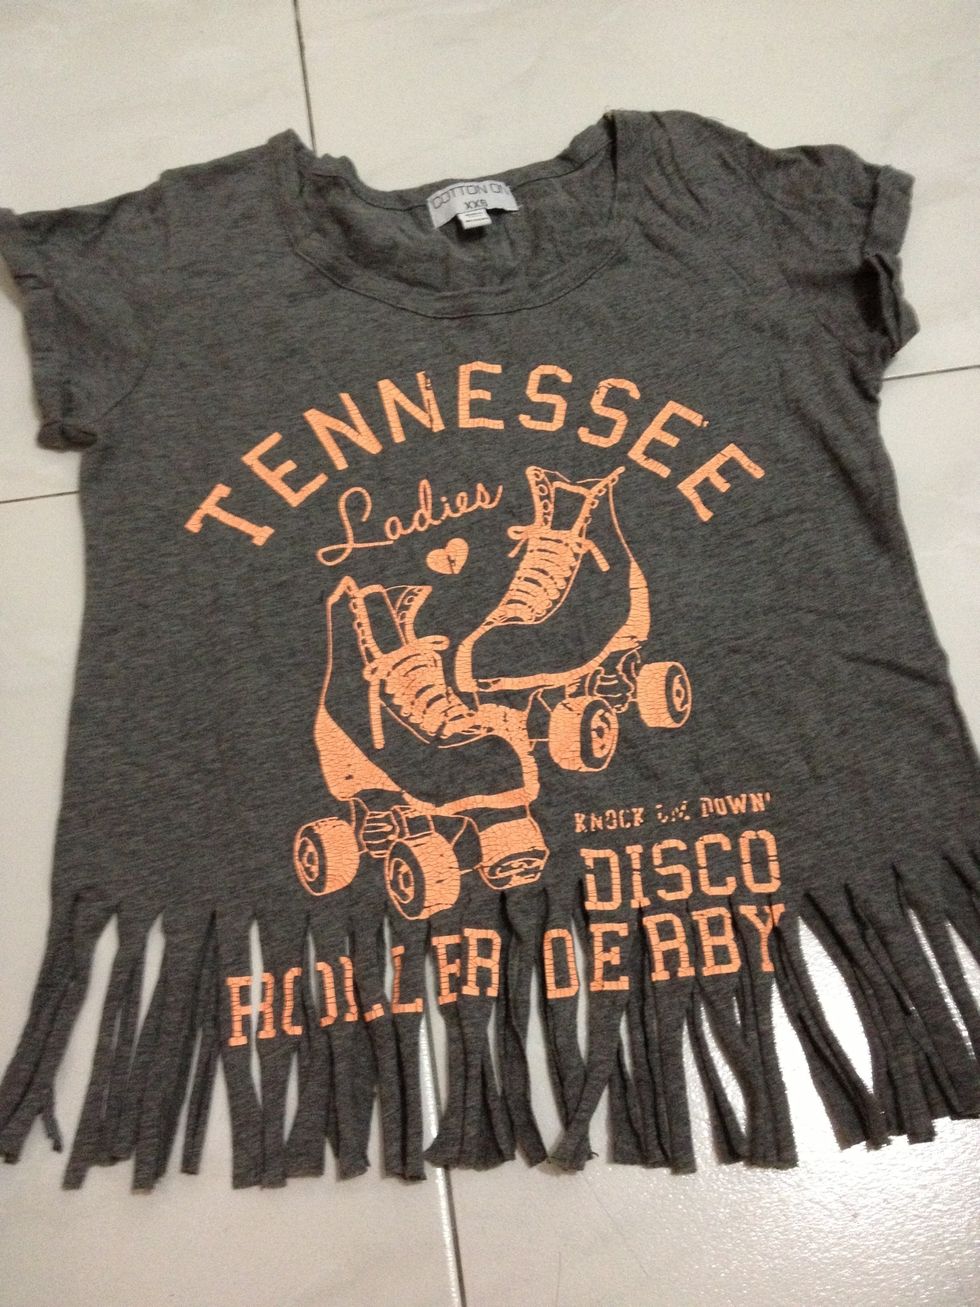 COTTON ON
XXS
TENNESSEE
Ladies
KNOCK EM DOWN'
DISCO
ROLLER DERBY